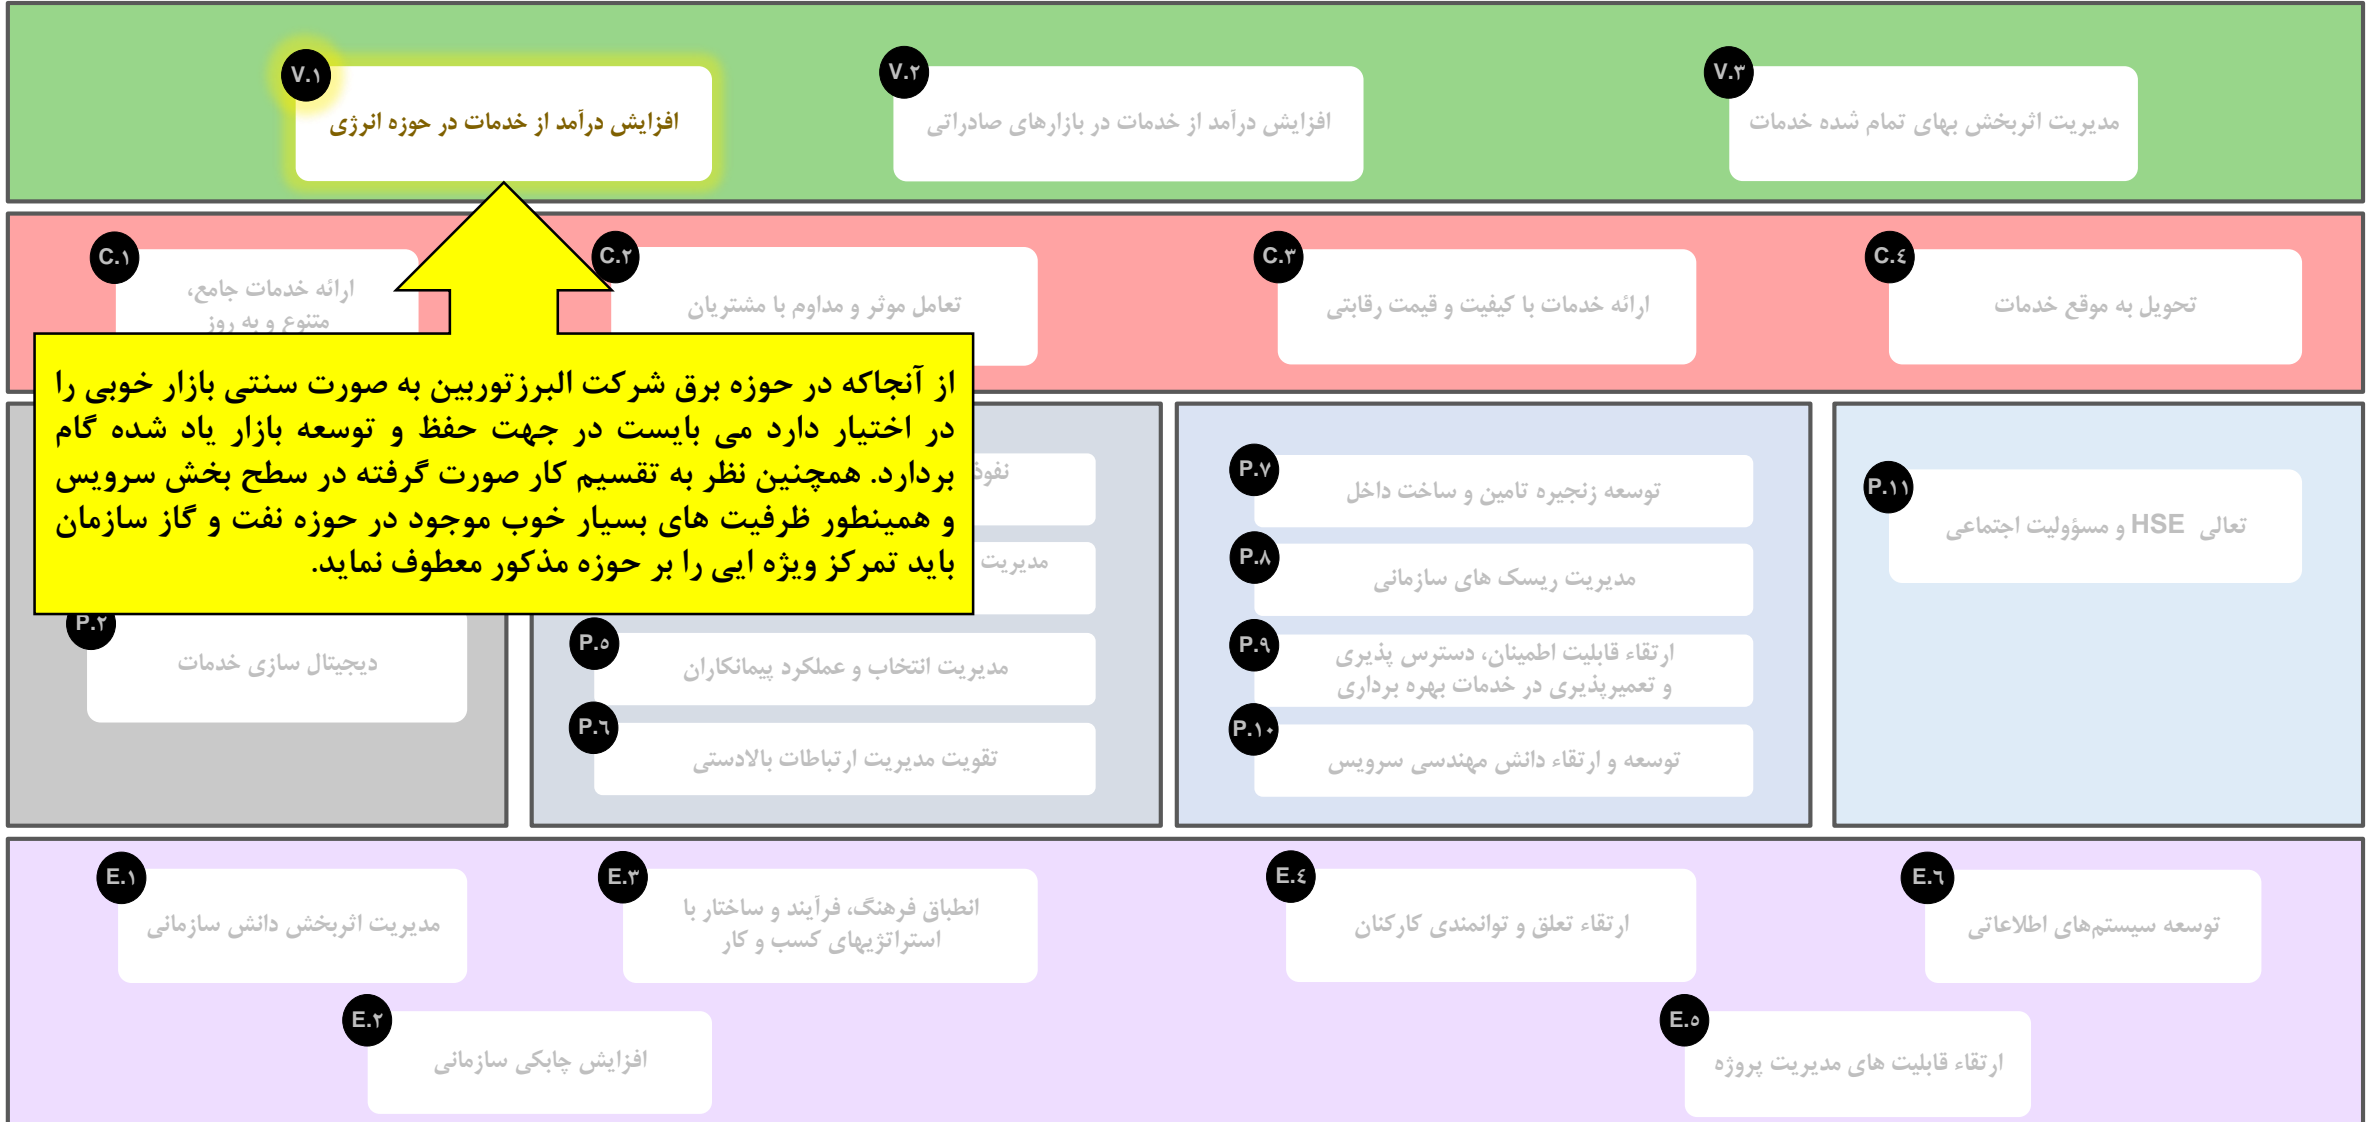 V.۱
افزایش درآمد از خدمات در حوزه انرژی
V.۲
افزایش درآمد از خدمات در بازارهای صادراتی
V.۳
مدیریت اثربخش بهای تمام شده خدمات
C.۱
ارائه خدمات جامع،
متنوع و به روز
C.۲
تعامل موثر و مداوم با مشتریان
C.۳
ارائه خدمات با کیفیت و قیمت رقابتی
C.٤
تحویل به موقع خدمات
از آنجاکه در حوزه برق شرکت البرزتوربین به صورت سنتی بازار خوبی را
در اختیار دارد می بایست در جهت حفظ و توسعه بازار یاد شده گام
بردارد. همچنین نظر به تقسیم کار صورت گرفته در سطح بخش سرویس
و همینطور ظرفیت های بسیار خوب موجود در حوزه نفت و گاز سازمان
باید تمرکز ویژه ایی را بر حوزه مذکور معطوف نماید.
P.۲
دیجیتال سازی خدمات
نفوذ
مدیریت
P.٥
مدیریت انتخاب و عملکرد پیمانکاران
P.٦
تقویت مدیریت ارتباطات بالادستی
P.۷
توسعه زنجیره تامین و ساخت داخل
P.۸
مدیریت ریسک های سازمانی
P.۹
ارتقاء قابلیت اطمینان، دسترس پذیری
و تعمیرپذیری در خدمات بهره برداری
P.۱۰
توسعه و ارتقاء دانش مهندسی سرویس
P.۱۱
تعالی HSE و مسؤولیت اجتماعی
E.۱
مدیریت اثربخش دانش سازمانی
E.۳
انطباق فرهنگ، فرآیند و ساختار با
استراتژیهای کسب و کار
E.٤
ارتقاء تعلق و توانمندی کارکنان
E.٦
توسعه سیستم‌های اطلاعاتی
E.۲
افزایش چابکی سازمانی
E.٥
ارتقاء قابلیت های مدیریت پروژه